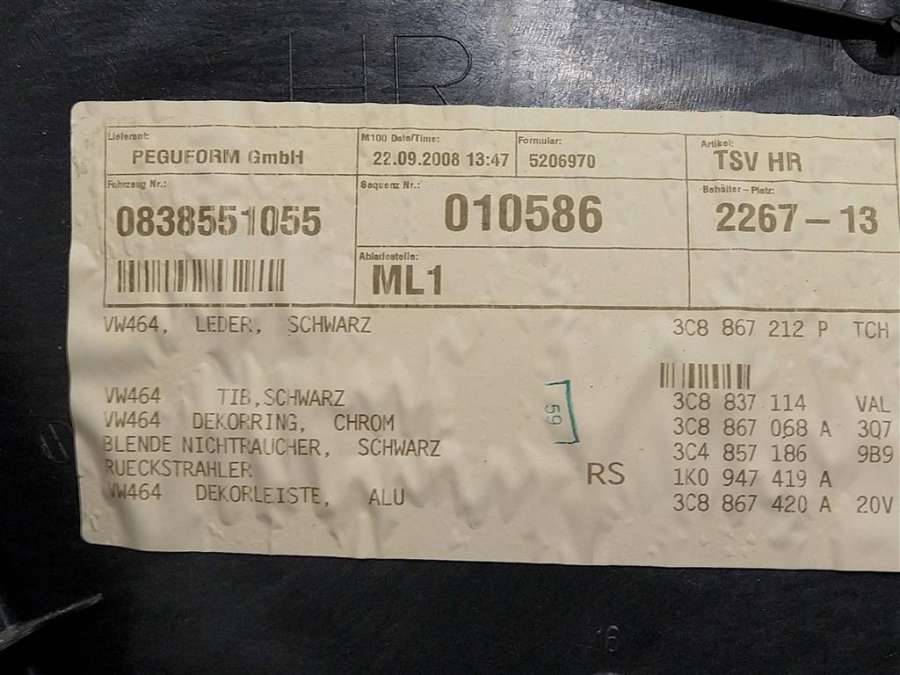 HR
Lieferant: M100 Date/Time: Formular: Artikel:
PEGUFORM GmbH 22.09.2008 13:47 5206970 TSV HR
Fahrzeug Nr.: Sequenz Nr.: Behälter-Platz:
0838551055 010586 2267-13
Abladestelle:
ML1
VW464, LEDER, SCHWARZ 3C8 867 212 P TCH
VW464 TIB,SCHWARZ 3C8 837 114 VAL
VW464 DEKORRING, CHROM 3C8 867 068 A 3Q7
BLENDE NICHTRAUCHER, SCHWARZ 3C4 857 186 9B9
RUECKSTRAHLER RS 1K0 947 419 A
VW464 DEKORLEISTE, ALU 3C8 867 420 A 20V
59
16